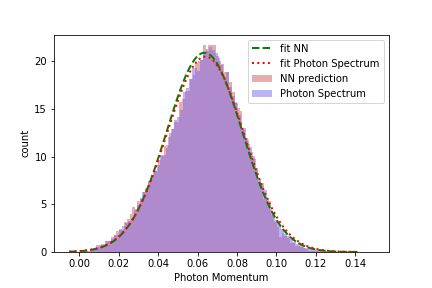 fit NN
fit Photon Spectrum
NN prediction
Photon Spectrum
20
15
10
5
0
count
0.00 0.02 0.04 0.06 0.08 0.10 0.12 0.14
Photon Momentum